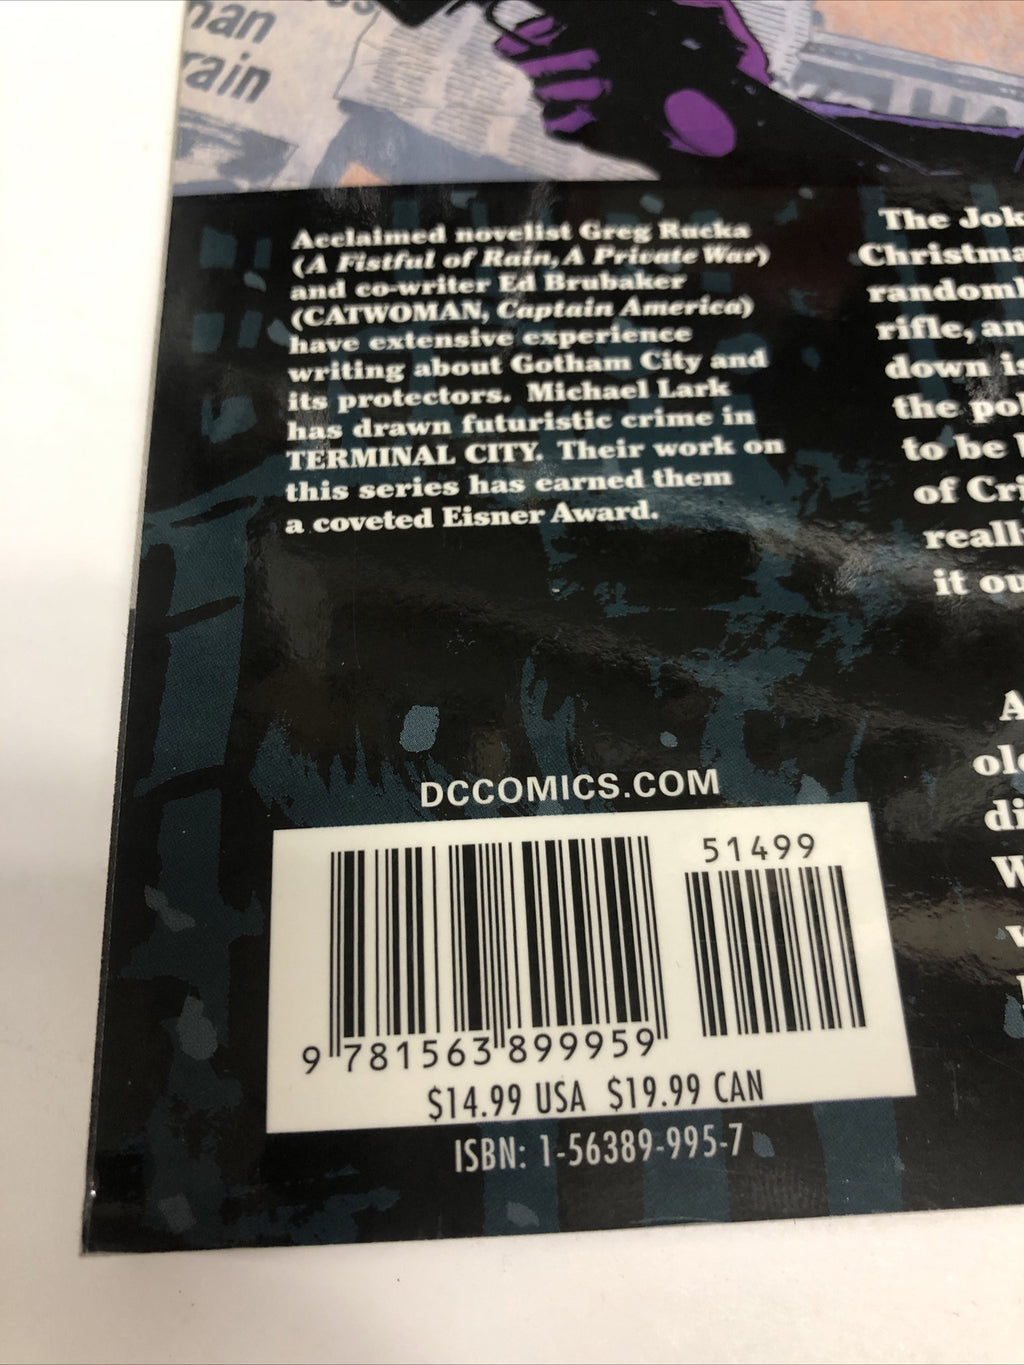 Acclaimed novelist Greg Rucka
(A Fistful of Rain, A Private War)
and co-writer Ed Brubaker
(CATWOMAN, Captain America)
have extensive experience
writing about Gotham City and
its protectors. Michael Lark
has drawn futuristic crime in
TERMINAL CITY. Their work on
this series has earned them
a coveted Eisner Award.
The Jok
Christma
random
rifle, an
down is
the pol
to be
of Cri
reall
it ou
A
old
di
W
DCCOMICS.COM
51499
9 781563 899959
$14.99 USA $19.99 CAN
ISBN: 1-56389-995-7